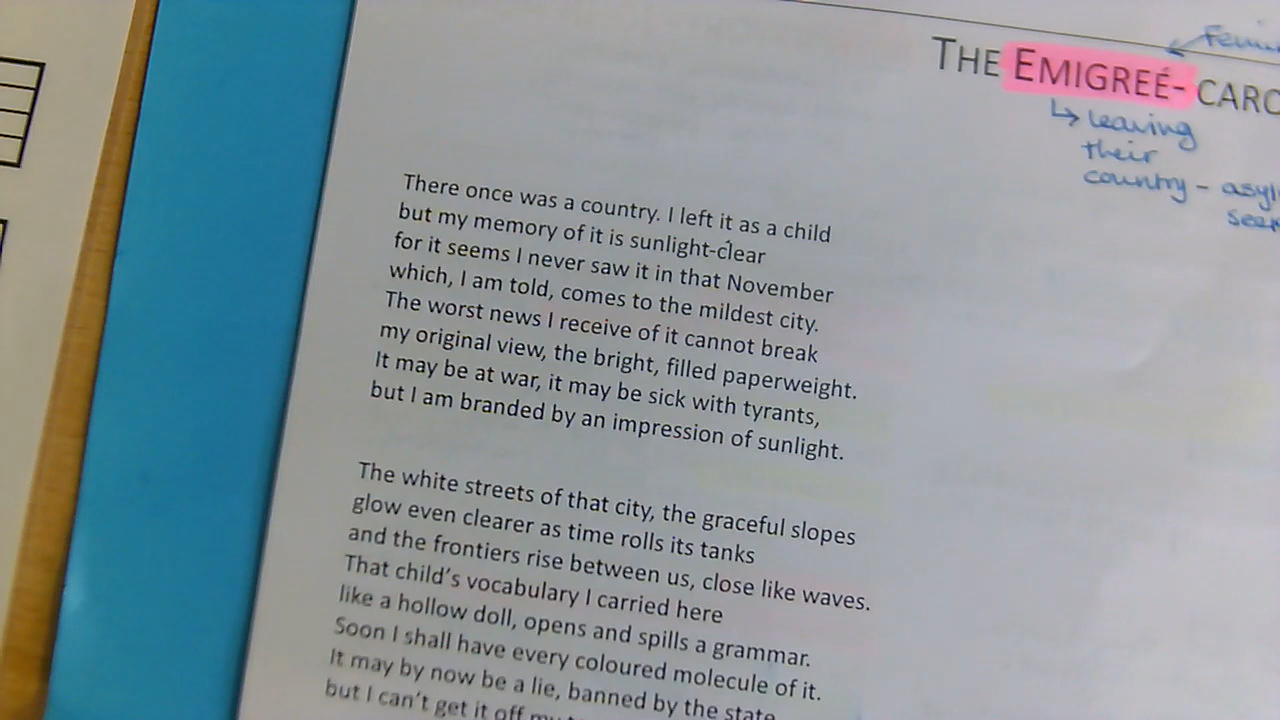 THE EMIGREÉ- CARO
leaving
their
country -
There once was a country. I left it as a child
but my memory of it is sunlight-clear
for it seems I never saw it in that November
which, I am told, comes to the mildest city.
The worst news I receive of it cannot break
my original view, the bright, filled paperweight.
It may be at war, it may be sick with tyrants,
but I am branded by an impression of sunlight.
The white streets of that city, the graceful slopes
glow even clearer as time rolls its tanks
and the frontiers rise between us, close like waves.
That child's vocabulary I carried here
like a hollow doll, opens and spills a grammar.
Soon I shall have every coloured molecule of it.
It may by now be a lie, banned by the state
but I can't get it off my